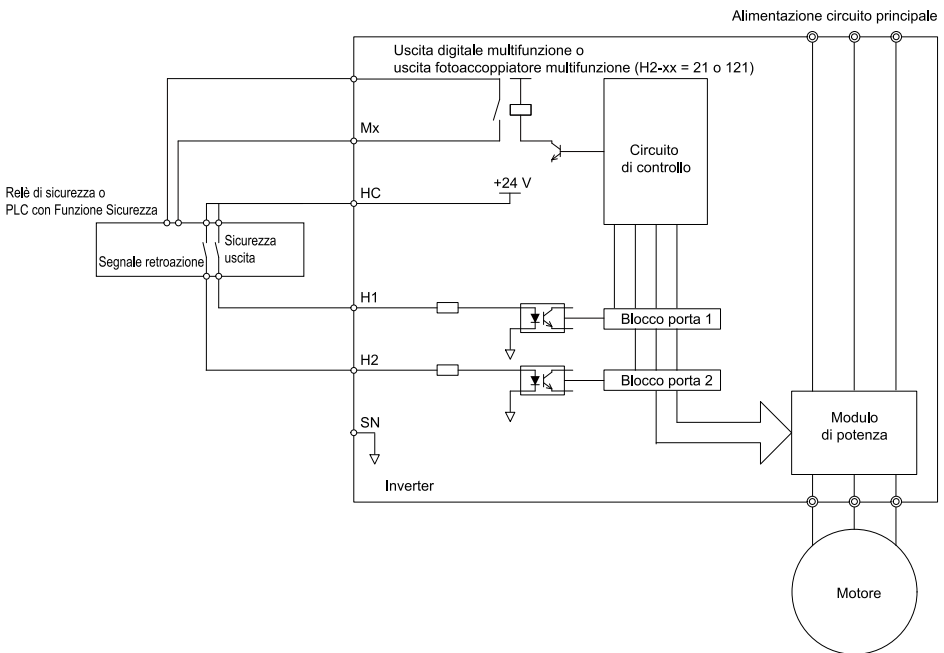 Alimentazione circuito principale
Uscita digitale multifunzione o
uscita fotoaccoppiatore multifunzione (H2-xx = 21 o 121)
Mx
Circuito
di controllo
+24 V
HC
Relè di sicurezza o
PLC con Funzione Sicurezza
Sicurezza
uscita
Segnale retroazione
H1
Blocco porta 1
H2
Blocco porta 2
SN
Modulo
di potenza
Inverter
Motore